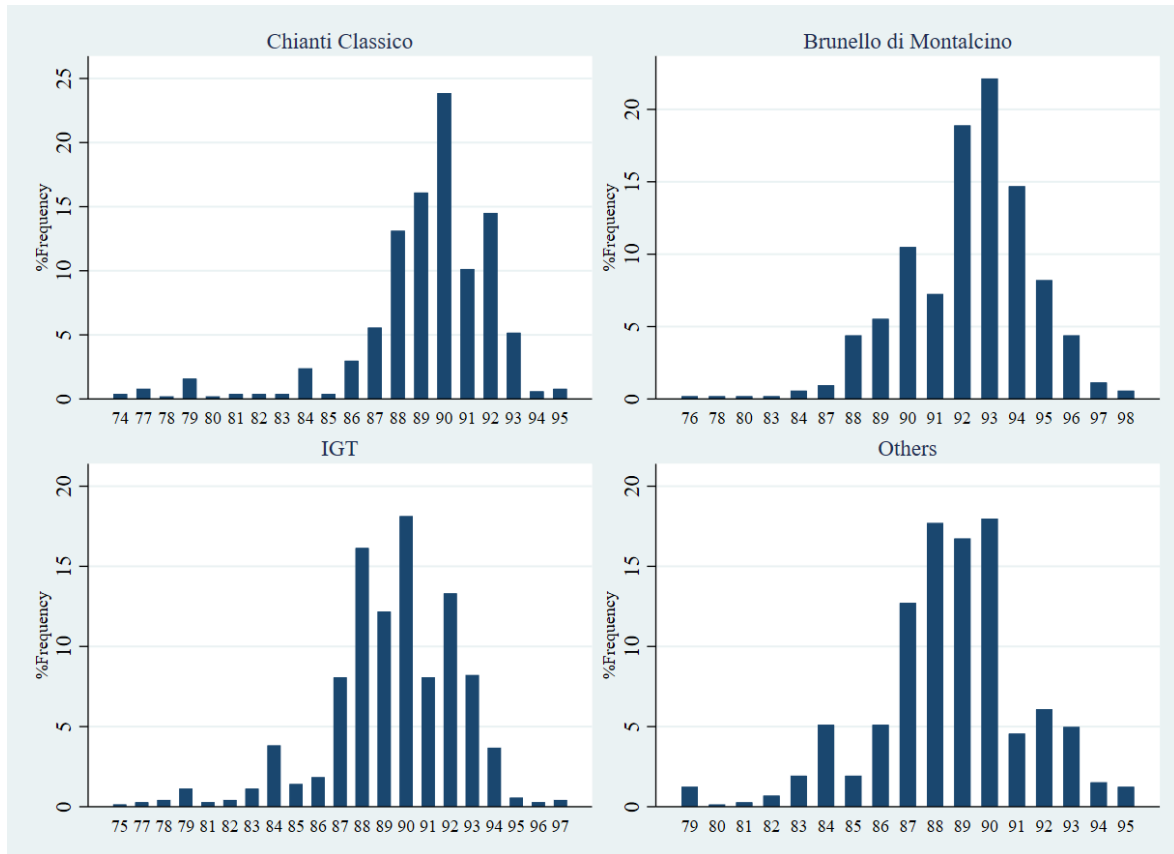 Chianti Classico
%Frequency
25
20
15
10
5
0
74 77 78 79 80 81 82 83 84 85 86 87 88 89 90 91 92 93 94 95
Brunello di Montalcino
%Frequency
20
15
10
5
0
76 78 80 83 84 87 88 89 90 91 92 93 94 95 96 97 98
IGT
%Frequency
20
15
10
5
0
75 77 78 79 81 82 83 84 85 86 87 88 89 90 91 92 93 94 95 96 97
Others
%Frequency
20
15
10
5
0
79 80 81 82 83 84 85 86 87 88 89 90 91 92 93 94 95